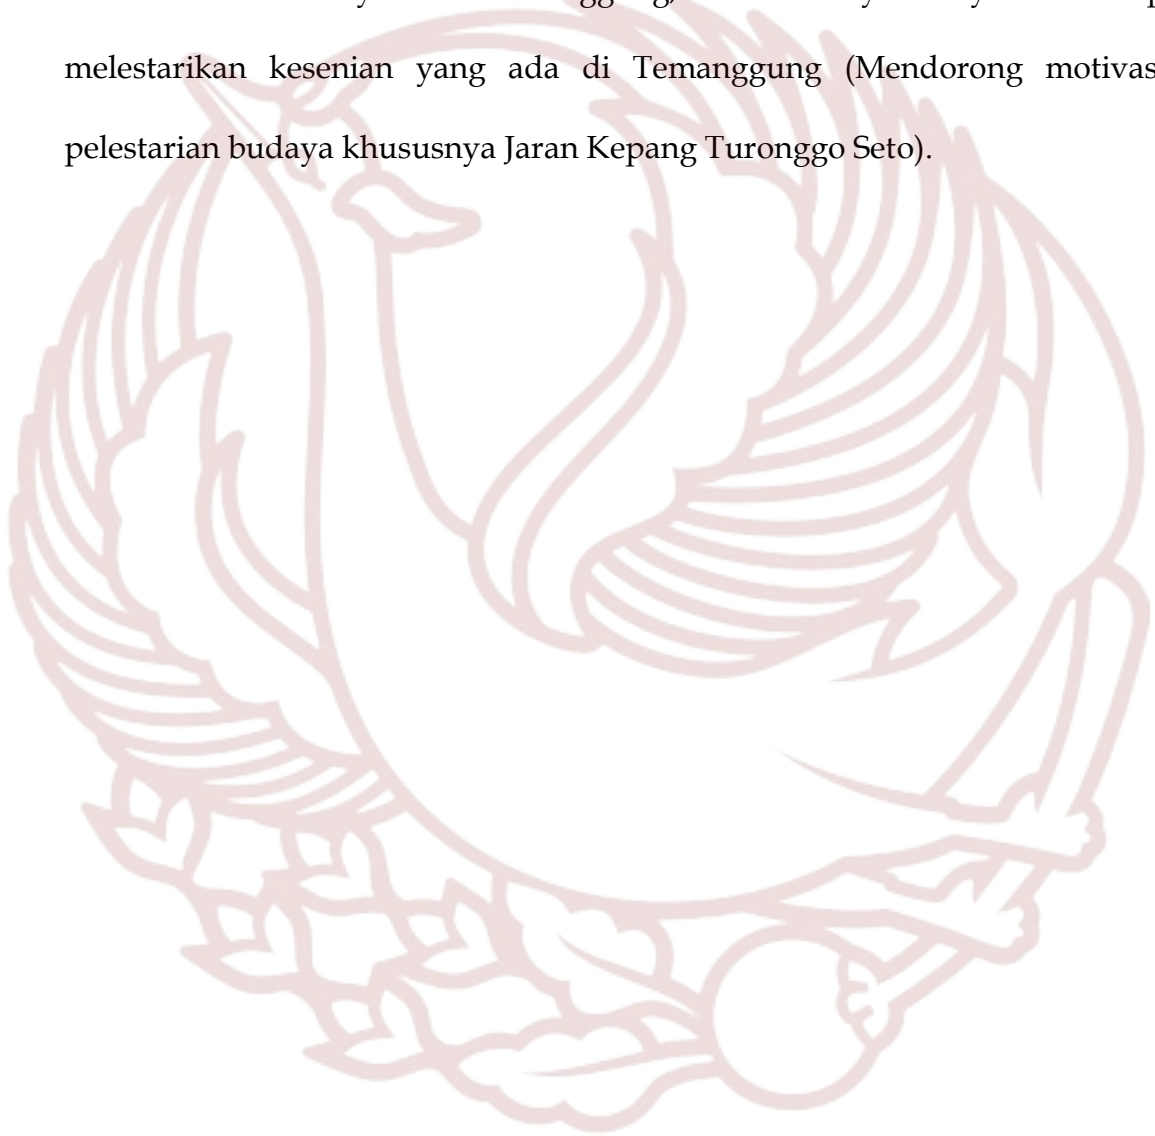 melestarikan kesenian yang ada di Temanggung (Mendorong motivas
pelestarian budaya khususnya Jaran Kepang Turonggo Seto).